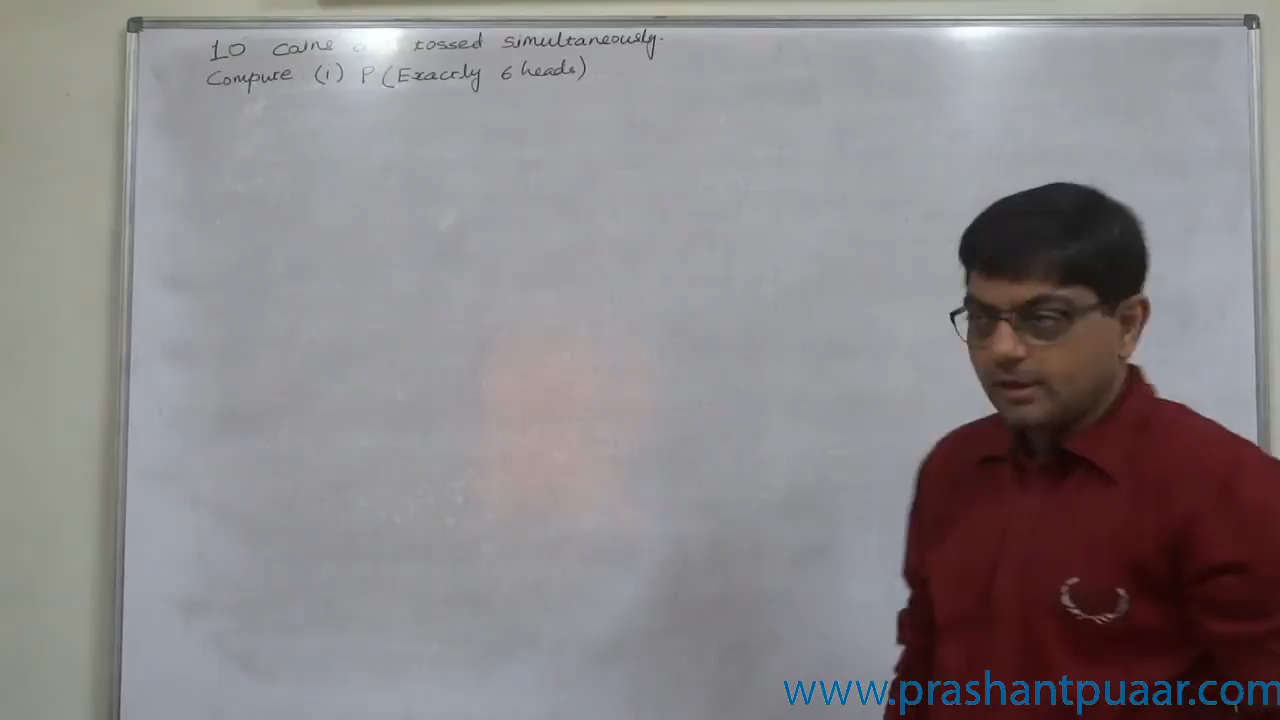 10 coins tossed simultaneously.
Compute (i) P (Exactly 6 heads)
www.prashantpuaar.com